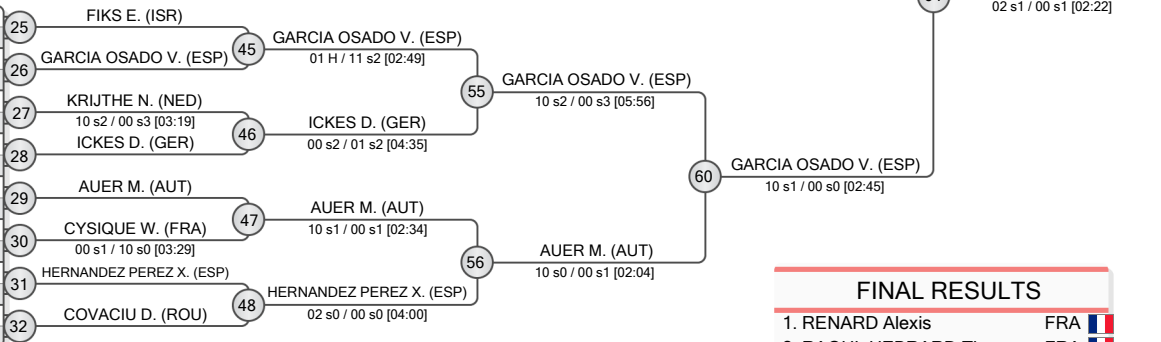 02 s1 / 00 s1 [02:22]
25
FIKS E. (ISR)
45
GARCIA OSADO V. (ESP)
01 H / 11 s2 [02:49]
26
GARCIA OSADO V. (ESP)
55
GARCIA OSADO V. (ESP)
10 s2 / 00 s3 [05:56]
27
KRIJTHE N. (NED)
10 s2 / 00 s3 [03:19]
46
ICKES D. (GER)
00 s2 / 01 s2 [04:35]
28
ICKES D. (GER)
60
GARCIA OSADO V. (ESP)
10 s1 / 00 s0 [02:45]
29
AUER M. (AUT)
47
AUER M. (AUT)
10 s1 / 00 s1 [02:34]
30
CYSIQUE W. (FRA)
00 s1 / 10 s0 [03:29]
56
AUER M. (AUT)
10 s0 / 00 s1 [02:04]
31
HERNANDEZ PEREZ X. (ESP)
48
HERNANDEZ PEREZ X. (ESP)
02 s0 / 00 s0 [04:00]
32
COVACIU D. (ROU)
FINAL RESULTS
1. RENARD Alexis FRA